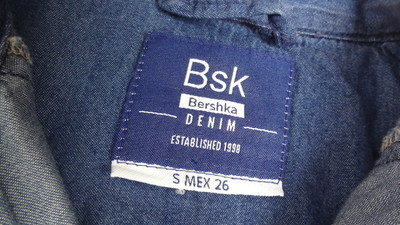 Bsk
Bershka
DENIM
ESTABLISHED 1998
S MEX 26